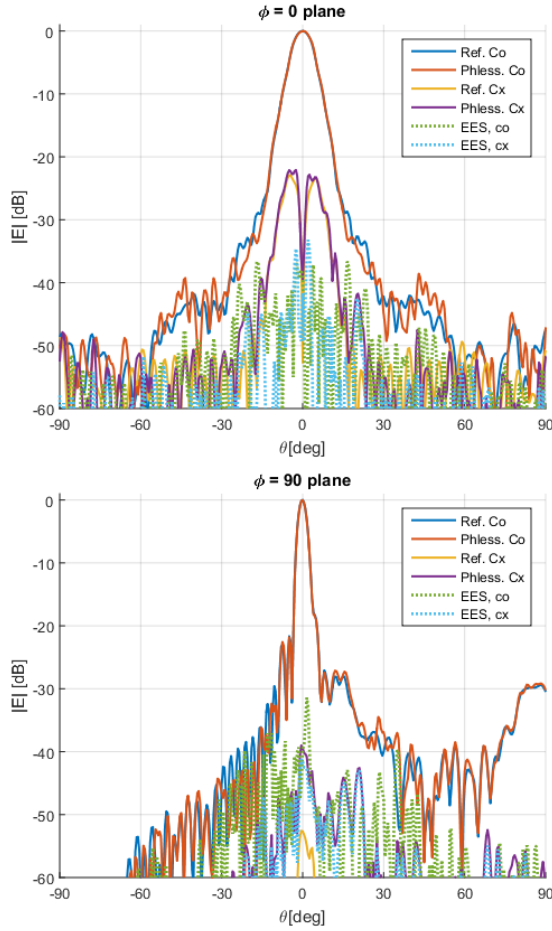 ϕ = 0 plane
Ref. Co
Phless. Co
Ref. Cx
Phless. Cx
EES, co
EES, cx
|E| [dB]
0
-10
-20
-30
-40
-50
-60
-90
-60
-30
0
30
60
90
θ[deg]
ϕ = 90 plane
Ref. Co
Phless. Co
Ref. Cx
Phless. Cx
EES, co
EES, cx
|E| [dB]
0
-10
-20
-30
-40
-50
-60
-90
-60
-30
0
30
60
90
θ[deg]